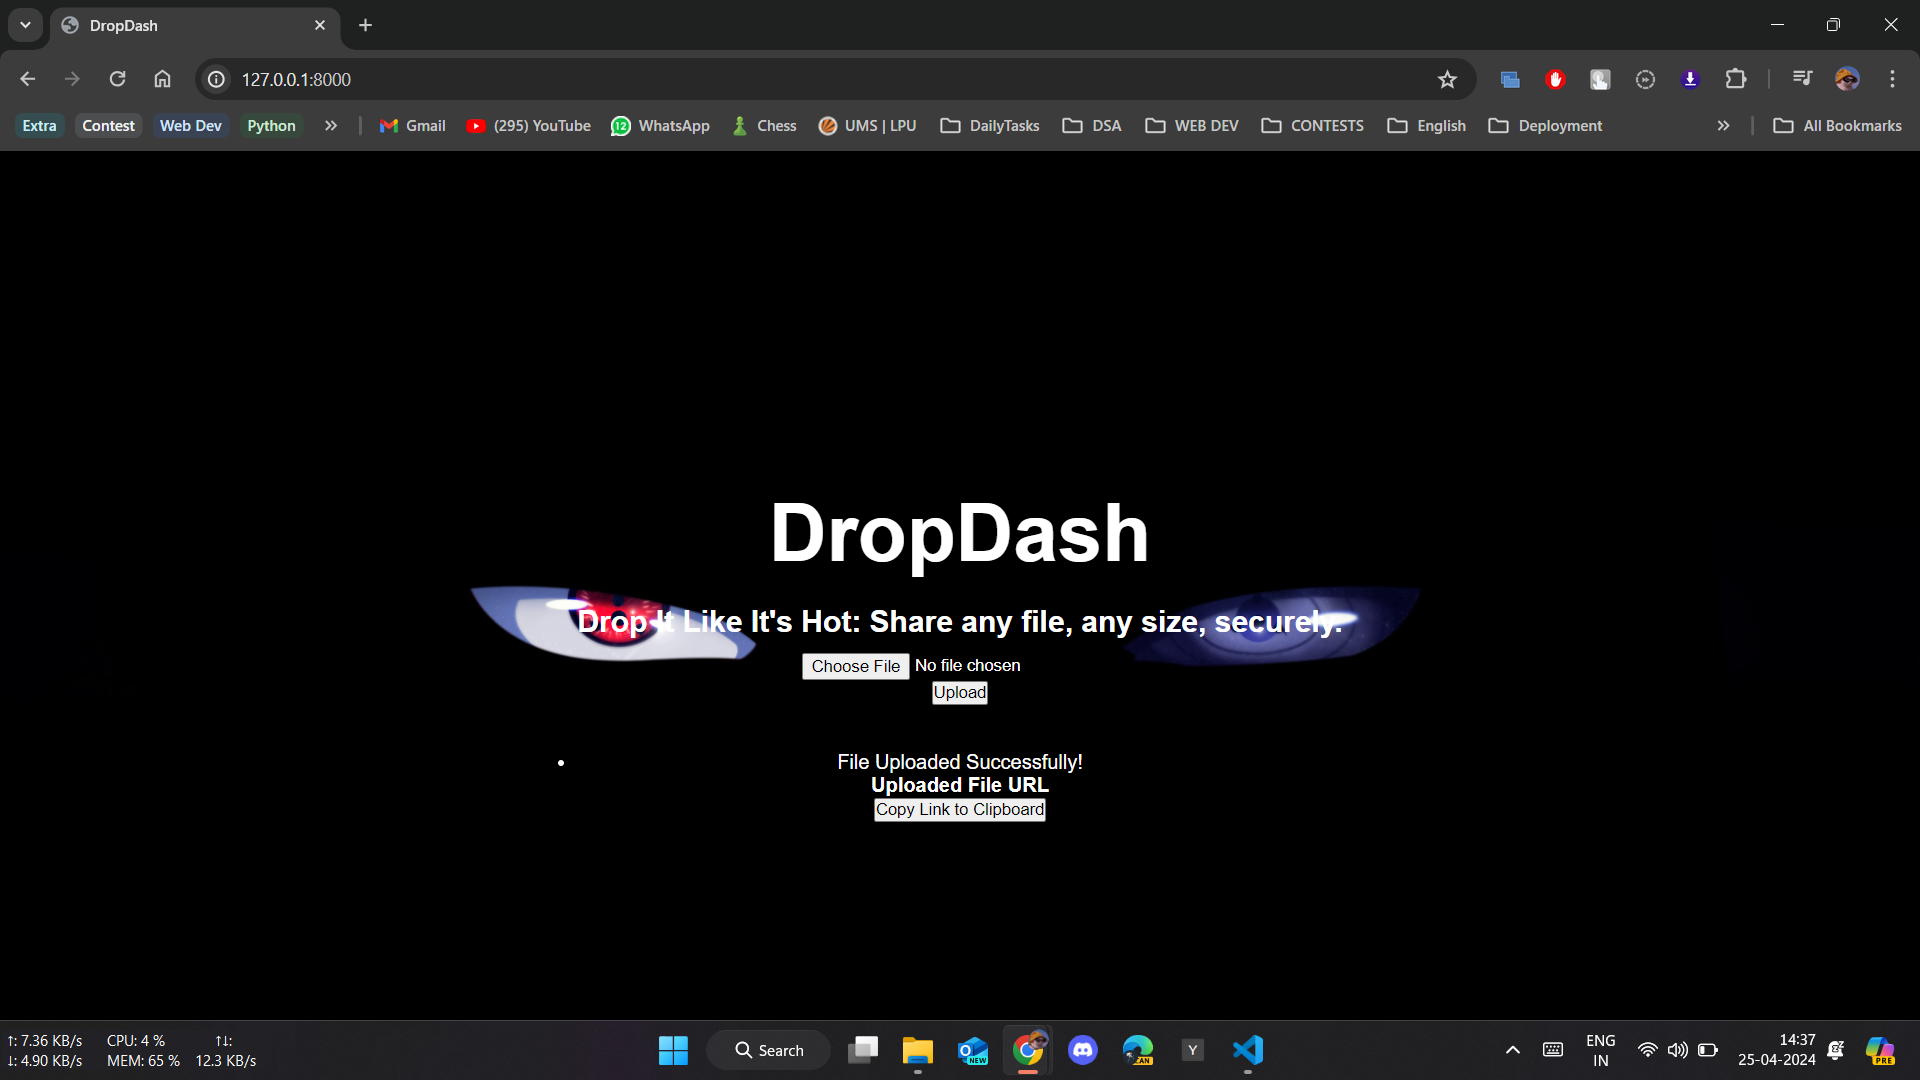 DropDash
127.0.0.1:8000
Extra Contest Web Dev Python Gmail (295) YouTube 12 WhatsApp Chess UMS | LPU DailyTasks DSA WEB DEV CONTESTS English Deployment All Bookmarks
DropDash
Drop It Like It's Hot: Share any file, any size, securely.
Choose File No file chosen
Upload
• File Uploaded Successfully!
Uploaded File URL
Copy Link to Clipboard
↑: 7.36 KB/s CPU: 4 % ↑↓:
↓: 4.90 KB/s MEM: 65 % 12.3 KB/s
Search
NEW
CAN
Y
ENG
IN
14:37
25-04-2024
PRE